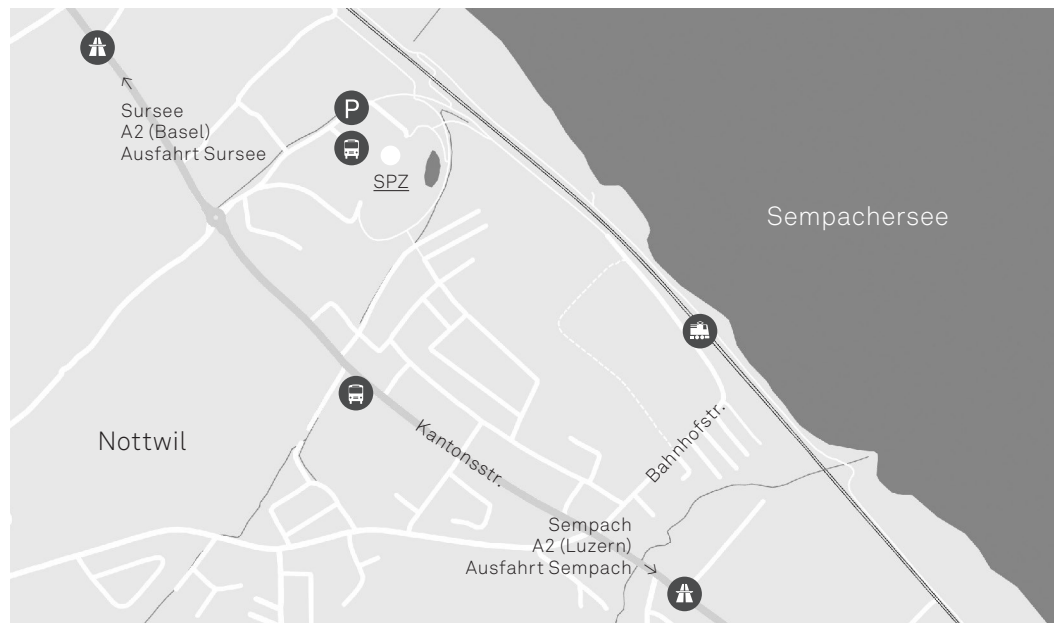 Sursee
A2 (Basel)
Ausfahrt Sursee
P
SPZ
Sempachersee
Nottwil
Kantonsstr.
Bahnhofstr.
Sempach
A2 (Luzern)
Ausfahrt Sempach